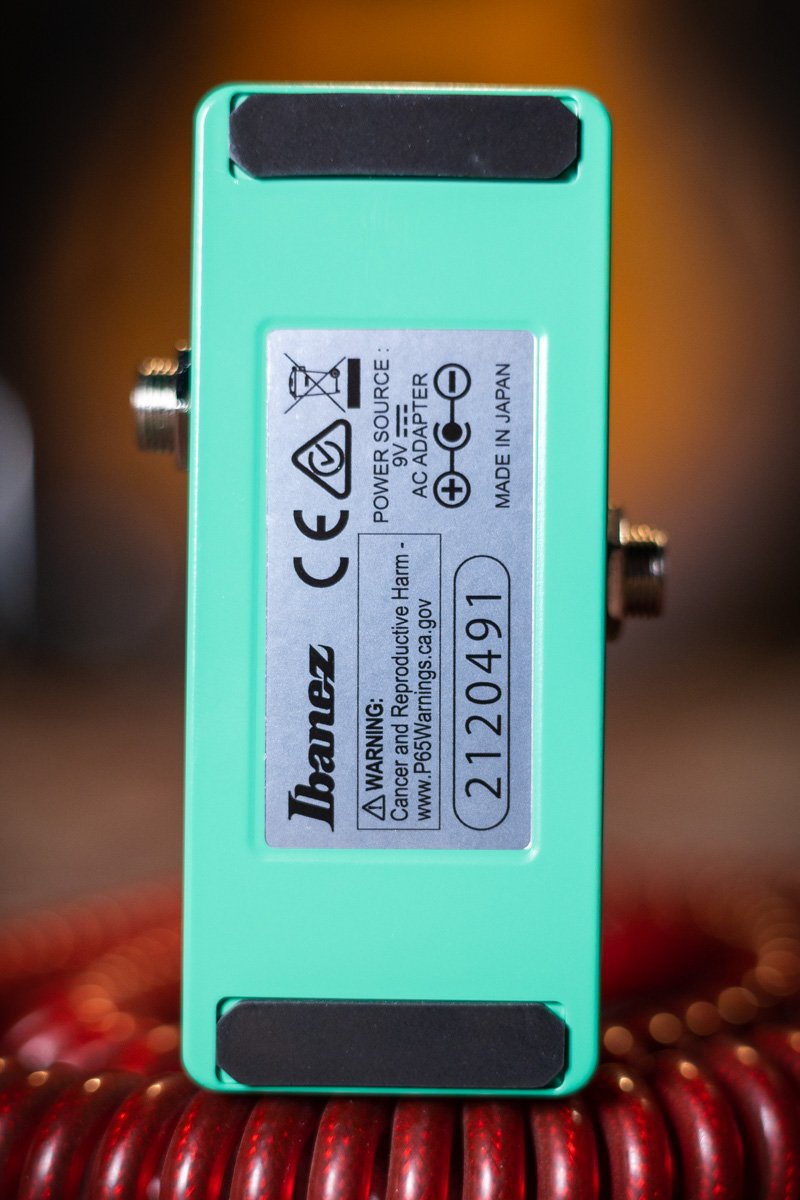 Ibanez
CE
⚠ WARNING:
Cancer and Reproductive Harm -
www.P65Warnings.ca.gov
2120491
POWER SOURCE :
9V
AC ADAPTER
MADE IN JAPAN